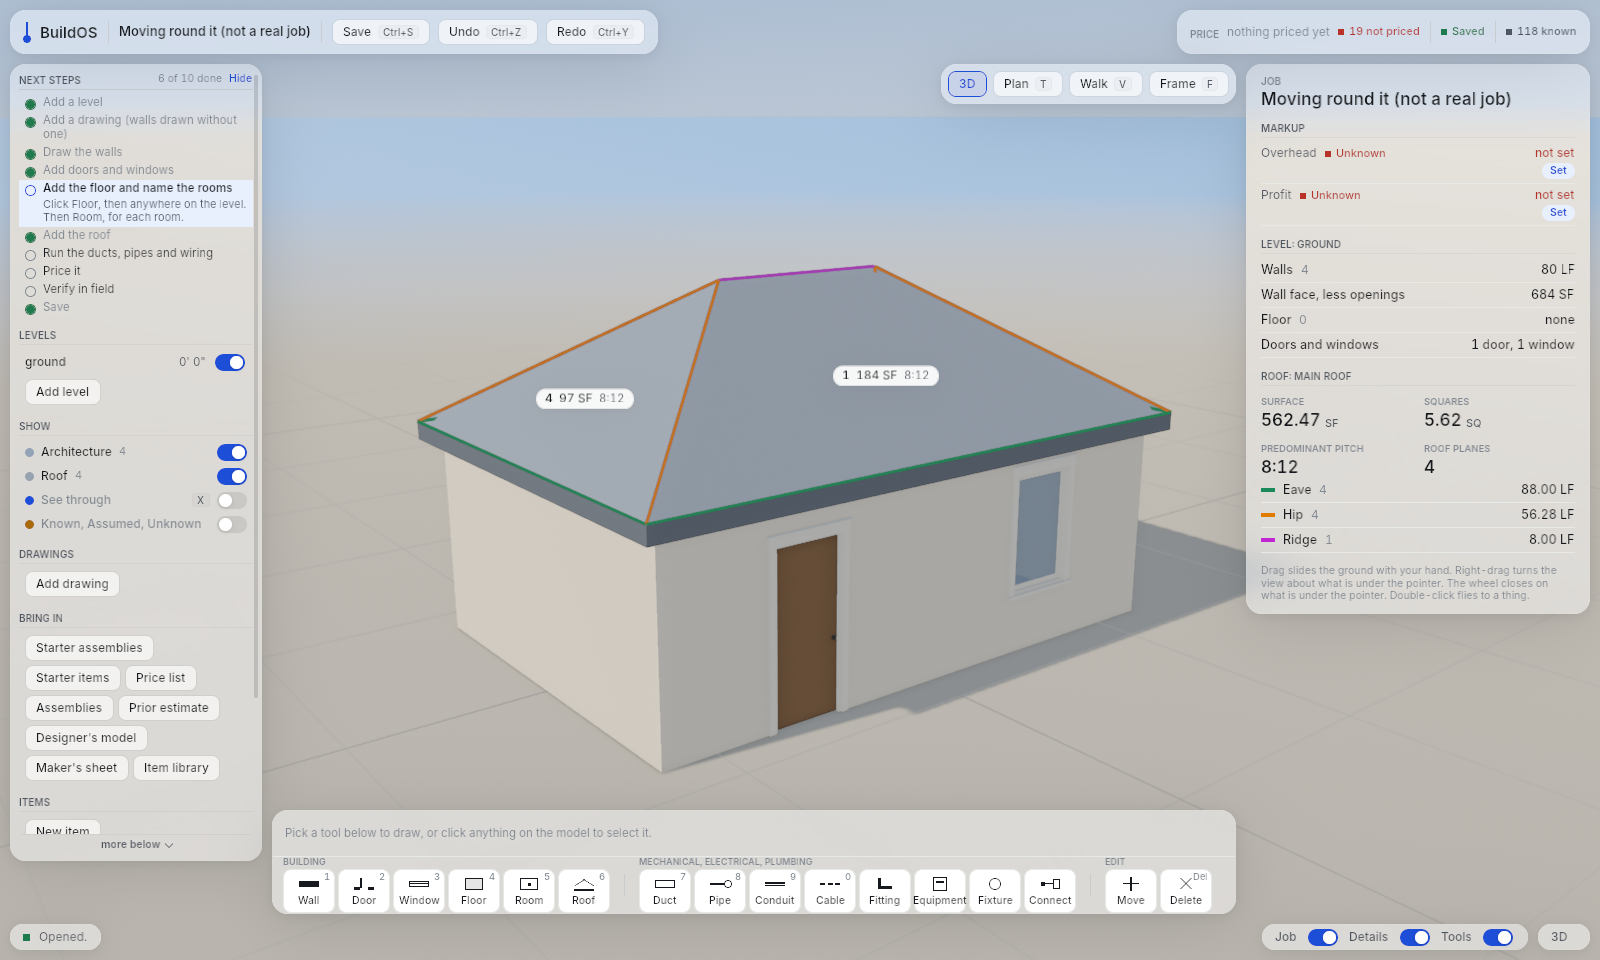 BuildOS
Moving round it (not a real job)
Save Ctrl+S
Undo Ctrl+Z
Redo Ctrl+Y
PRICE nothing priced yet 19 not priced Saved 118 known
NEXT STEPS 6 of 10 done Hide
Add a level
Add a drawing (walls drawn without
one)
Draw the walls
Add doors and windows
Add the floor and name the rooms
Click Floor, then anywhere on the level.
Then Room, for each room.
Add the roof
Run the ducts, pipes and wiring
Price it
Verify in field
Save
LEVELS
ground 0' 0"
Add level
SHOW
Architecture 4
Roof 4
See through X
Known, Assumed, Unknown
DRAWINGS
Add drawing
BRING IN
Starter assemblies
Starter items Price list
Assemblies Prior estimate
Designer's model
Maker's sheet Item library
ITEMS
New item
more below
3D Plan T Walk V Frame F
4 97 SF 8:12
1 184 SF 8:12
JOB
Moving round it (not a real job)
MARKUP
Overhead Unknown not set
Set
Profit Unknown not set
Set
LEVEL: GROUND
Walls 4 80 LF
Wall face, less openings 684 SF
Floor 0 none
Doors and windows 1 door, 1 window
ROOF: MAIN ROOF
SURFACE SQUARES
562.47 SF 5.62 SQ
PREDOMINANT PITCH ROOF PLANES
8:12 4
Eave 4 88.00 LF
Hip 4 56.28 LF
Ridge 1 8.00 LF
Drag slides the ground with your hand. Right-drag turns the
view about what is under the pointer. The wheel closes on
what is under the pointer. Double-click flies to a thing.
Pick a tool below to draw, or click anything on the model to select it.
BUILDING MECHANICAL, ELECTRICAL, PLUMBING EDIT
1 2 3 4 5 6 7 8 9 0 Del
Wall Door Window Floor Room Roof Duct Pipe Conduit Cable Fitting Equipment Fixture Connect Move Delete
Opened.
Job Details Tools 3D